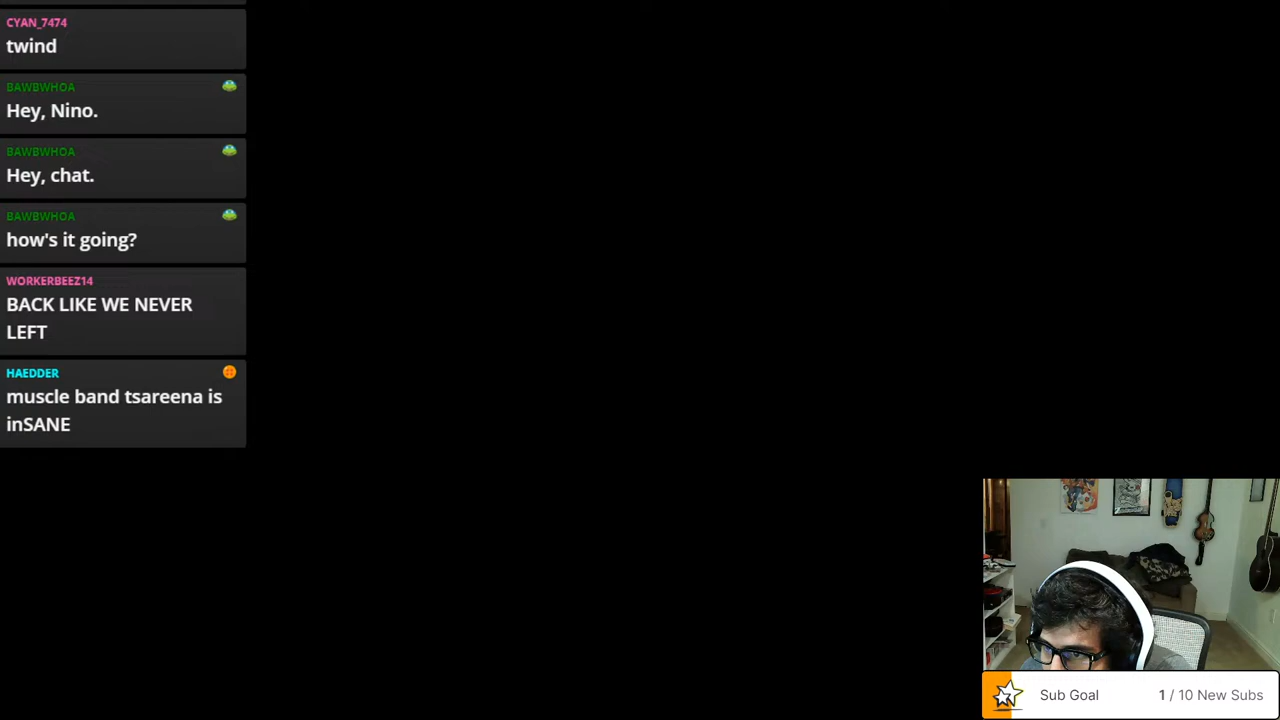 CYAN_7474
twind
BAWBWHOA
Hey, Nino.
BAWBWHOA
Hey, chat.
BAWBWHOA
how's it going?
WORKERBEEZ14
BACK LIKE WE NEVER
LEFT
HAEDDER
muscle band tsareena is
inSANE
Sub Goal
1 / 10 New Subs